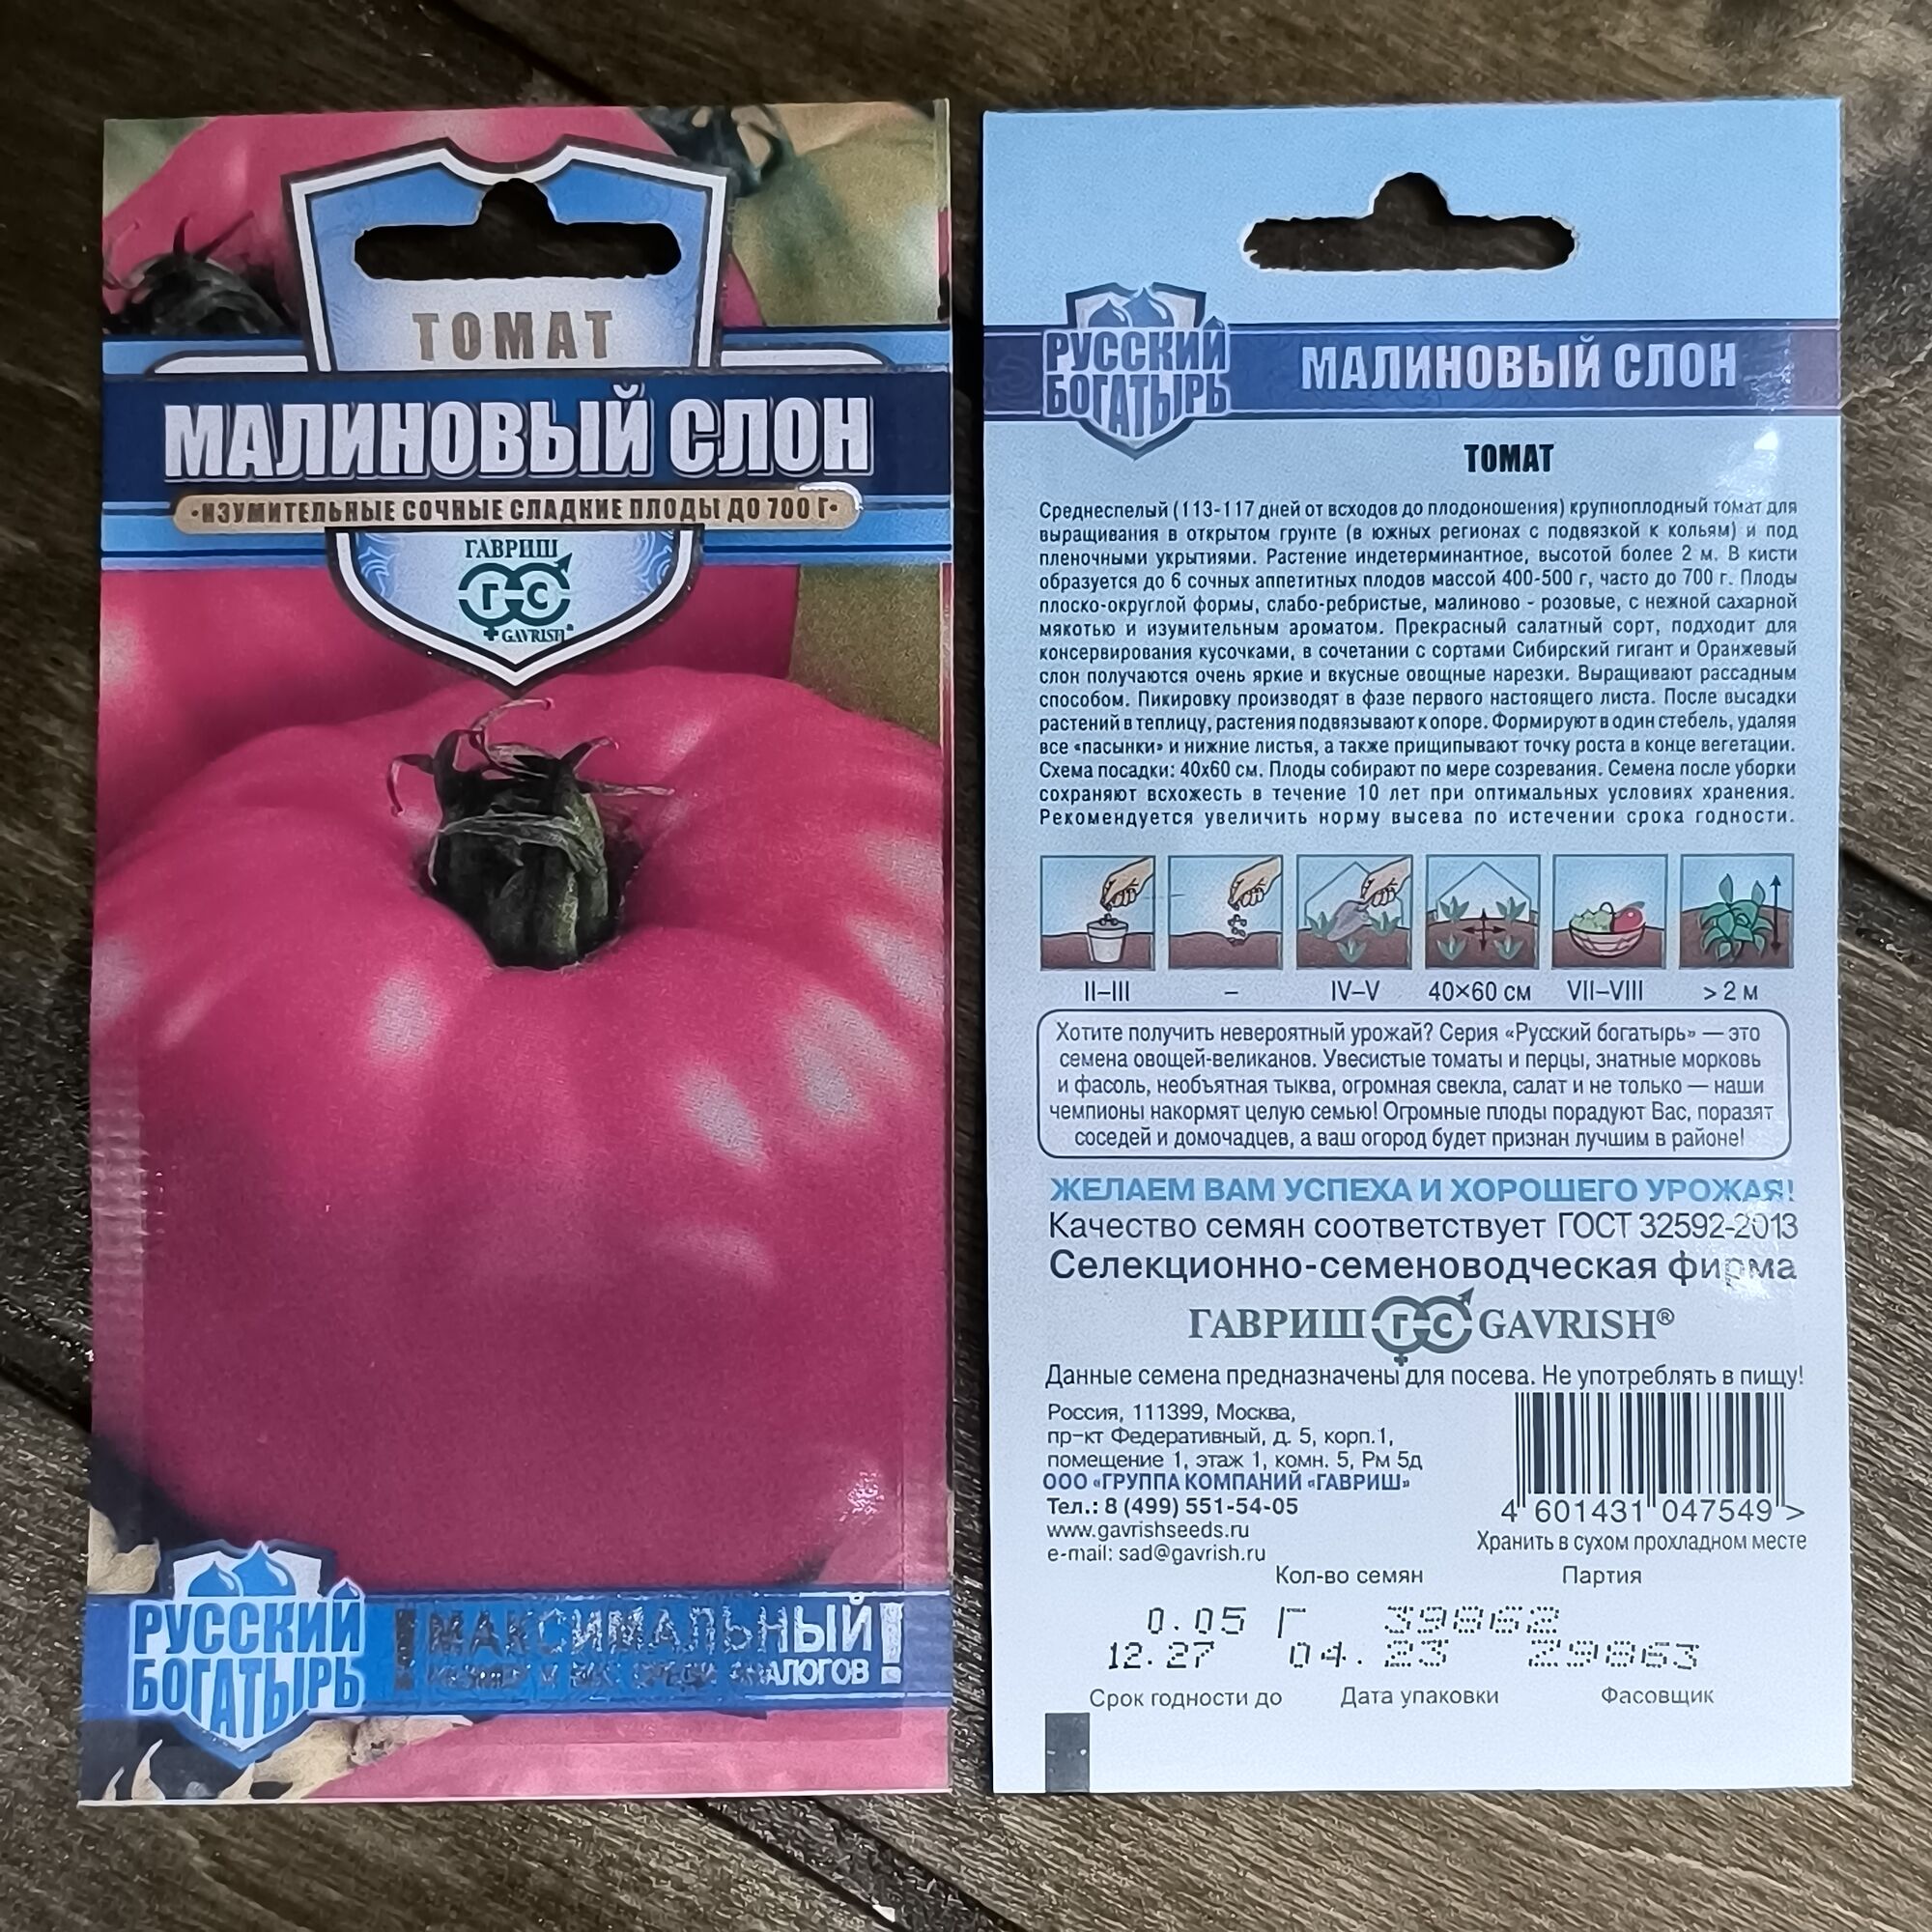 ТОМАТ
МАЛИНОВЫЙ СЛОН
•ИЗУМИТЕЛЬНЫЕ СОЧНЫЕ СЛАДКИЕ ПЛОДЫ ДО 700 Г•
ГАВРИШ
Г С
GAVRISH®
РУССКИЙ
БОГАТЫРЬ
! МАКСИМАЛЬНЫЙ !
АНАЛОГОВ
РУССКИЙ
БОГАТЫРЬ
МАЛИНОВЫЙ СЛОН
ТОМАТ
Среднеспелый (113-117 дней от всходов до плодоношения) крупноплодный томат для
выращивания в открытом грунте (в южных регионах с подвязкой к кольям) и под
пленочными укрытиями. Растение индетерминантное, высотой более 2 м. В кисти
образуется до 6 сочных аппетитных плодов массой 400-500 г, часто до 700 г. Плоды
плоско-округлой формы, слабо-ребристые, малиново - розовые, с нежной сахарной
мякотью и изумительным ароматом. Прекрасный салатный сорт, подходит для
консервирования кусочками, в сочетании с сортами Сибирский гигант и Оранжевый
слон получаются очень яркие и вкусные овощные нарезки. Выращивают рассадным
способом. Пикировку производят в фазе первого настоящего листа. После высадки
растений в теплицу, растения подвязывают к опоре. Формируют в один стебель, удаляя
все «пасынки» и нижние листья, а также прищипывают точку роста в конце вегетации.
Схема посадки: 40х60 см. Плоды собирают по мере созревания. Семена после уборки
сохраняют всхожесть в течение 10 лет при оптимальных условиях хранения.
Рекомендуется увеличить норму высева по истечении срока годности.
II–III – IV–V 40×60 см VII–VIII > 2 м
Хотите получить невероятный урожай? Серия «Русский богатырь» — это
семена овощей-великанов. Увесистые томаты и перцы, знатные морковь
и фасоль, необъятная тыква, огромная свекла, салат и не только — наши
чемпионы накормят целую семью! Огромные плоды порадуют Вас, поразят
соседей и домочадцев, а ваш огород будет признан лучшим в районе!
ЖЕЛАЕМ ВАМ УСПЕХА И ХОРОШЕГО УРОЖАЯ!
Качество семян соответствует ГОСТ 32592-2013
Селекционно-семеноводческая фирма
ГАВРИШ Г С GAVRISH®
Данные семена предназначены для посева. Не употреблять в пищу!
Россия, 111399, Москва,
пр-кт Федеративный, д. 5, корп.1,
помещение 1, этаж 1, комн. 5, Рм 5д
ООО «ГРУППА КОМПАНИЙ «ГАВРИШ»
Тел.: 8 (499) 551-54-05
www.gavrishseeds.ru
e-mail: sad@gavrish.ru
4 601431 047549 >
Хранить в сухом прохладном месте
Кол-во семян Партия
0.05 Г 39862
12.27 04.23 29863
Срок годности до Дата упаковки Фасовщик